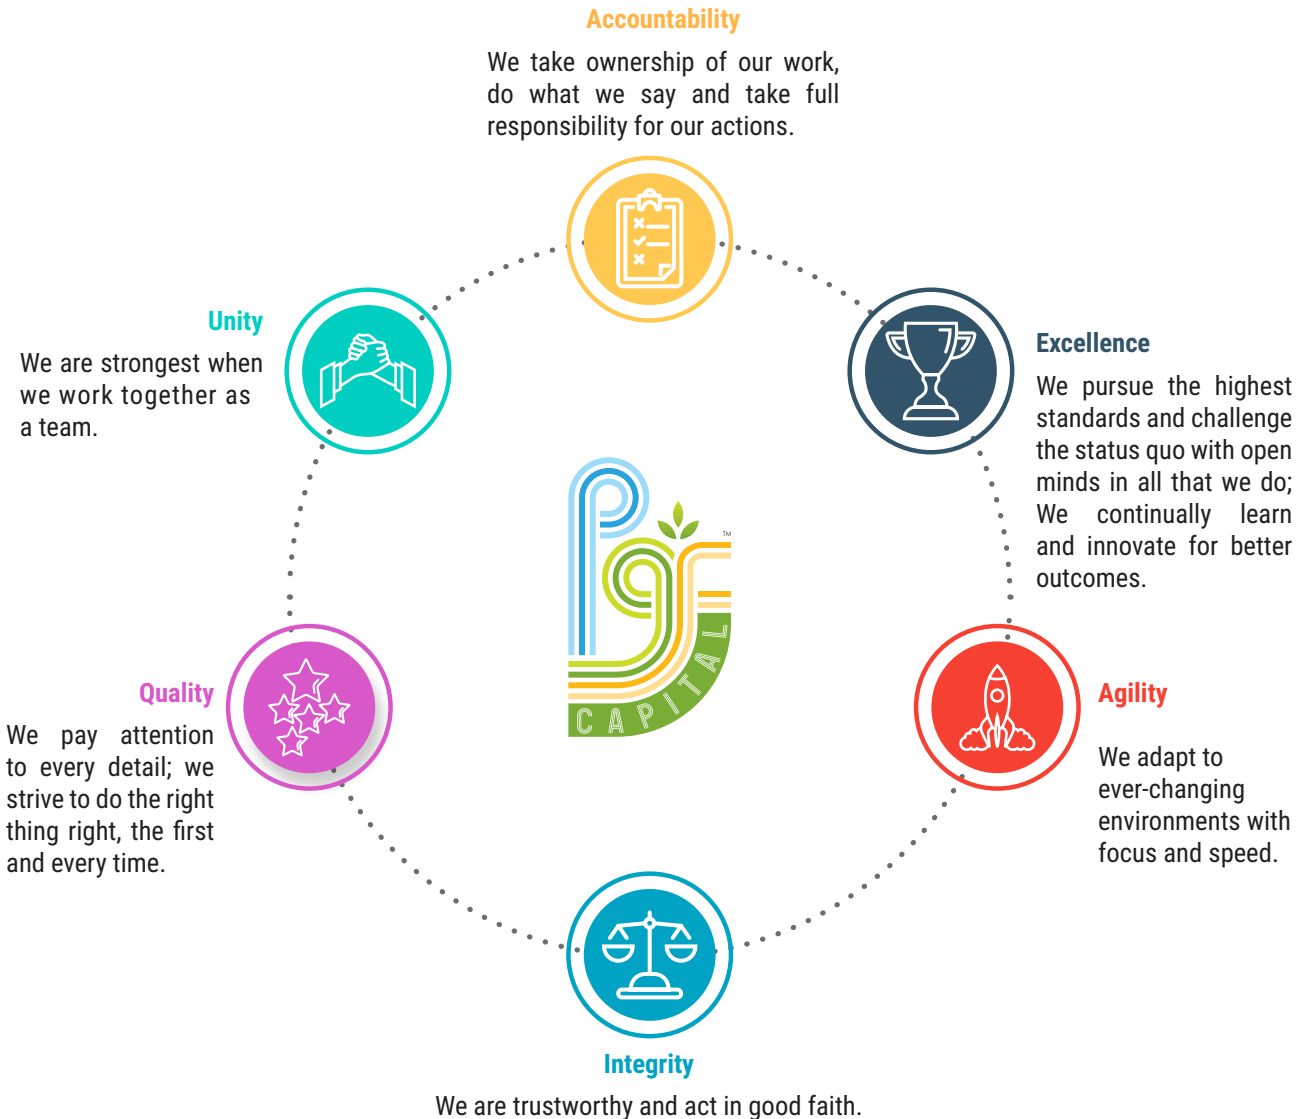 Accountability
We take ownership of our work,
do what we say and take full
responsibility for our actions.
Unity
We are strongest when
we work together as
a team.
Excellence
We pursue the highest
standards and challenge
the status quo with open
minds in all that we do;
We continually learn
and innovate for better
outcomes.
PGF
TM
CAPITAL
Quality
We pay attention
to every detail; we
strive to do the right
thing right, the first
and every time.
Agility
We adapt to
ever-changing
environments with
focus and speed.
Integrity
We are trustworthy and act in good faith.